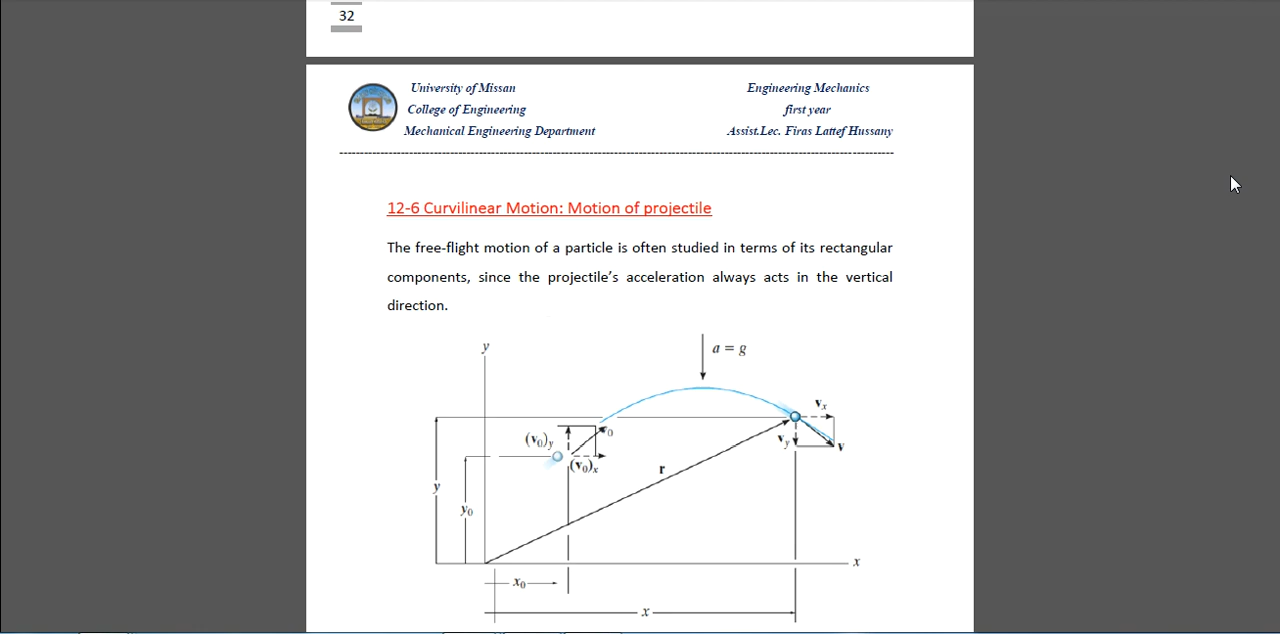 32
University of Missan
College of Engineering
Mechanical Engineering Department
Engineering Mechanics
first year
Assist.Lec. Firas Lattef Hussany
12-6 Curvilinear Motion: Motion of projectile
The free-flight motion of a particle is often studied in terms of its rectangular
components, since the projectile's acceleration always acts in the vertical
direction.
y
a = g
vx
(v0)y
v0
vy
v
(v0)x
r
y
y0
x
x0
x